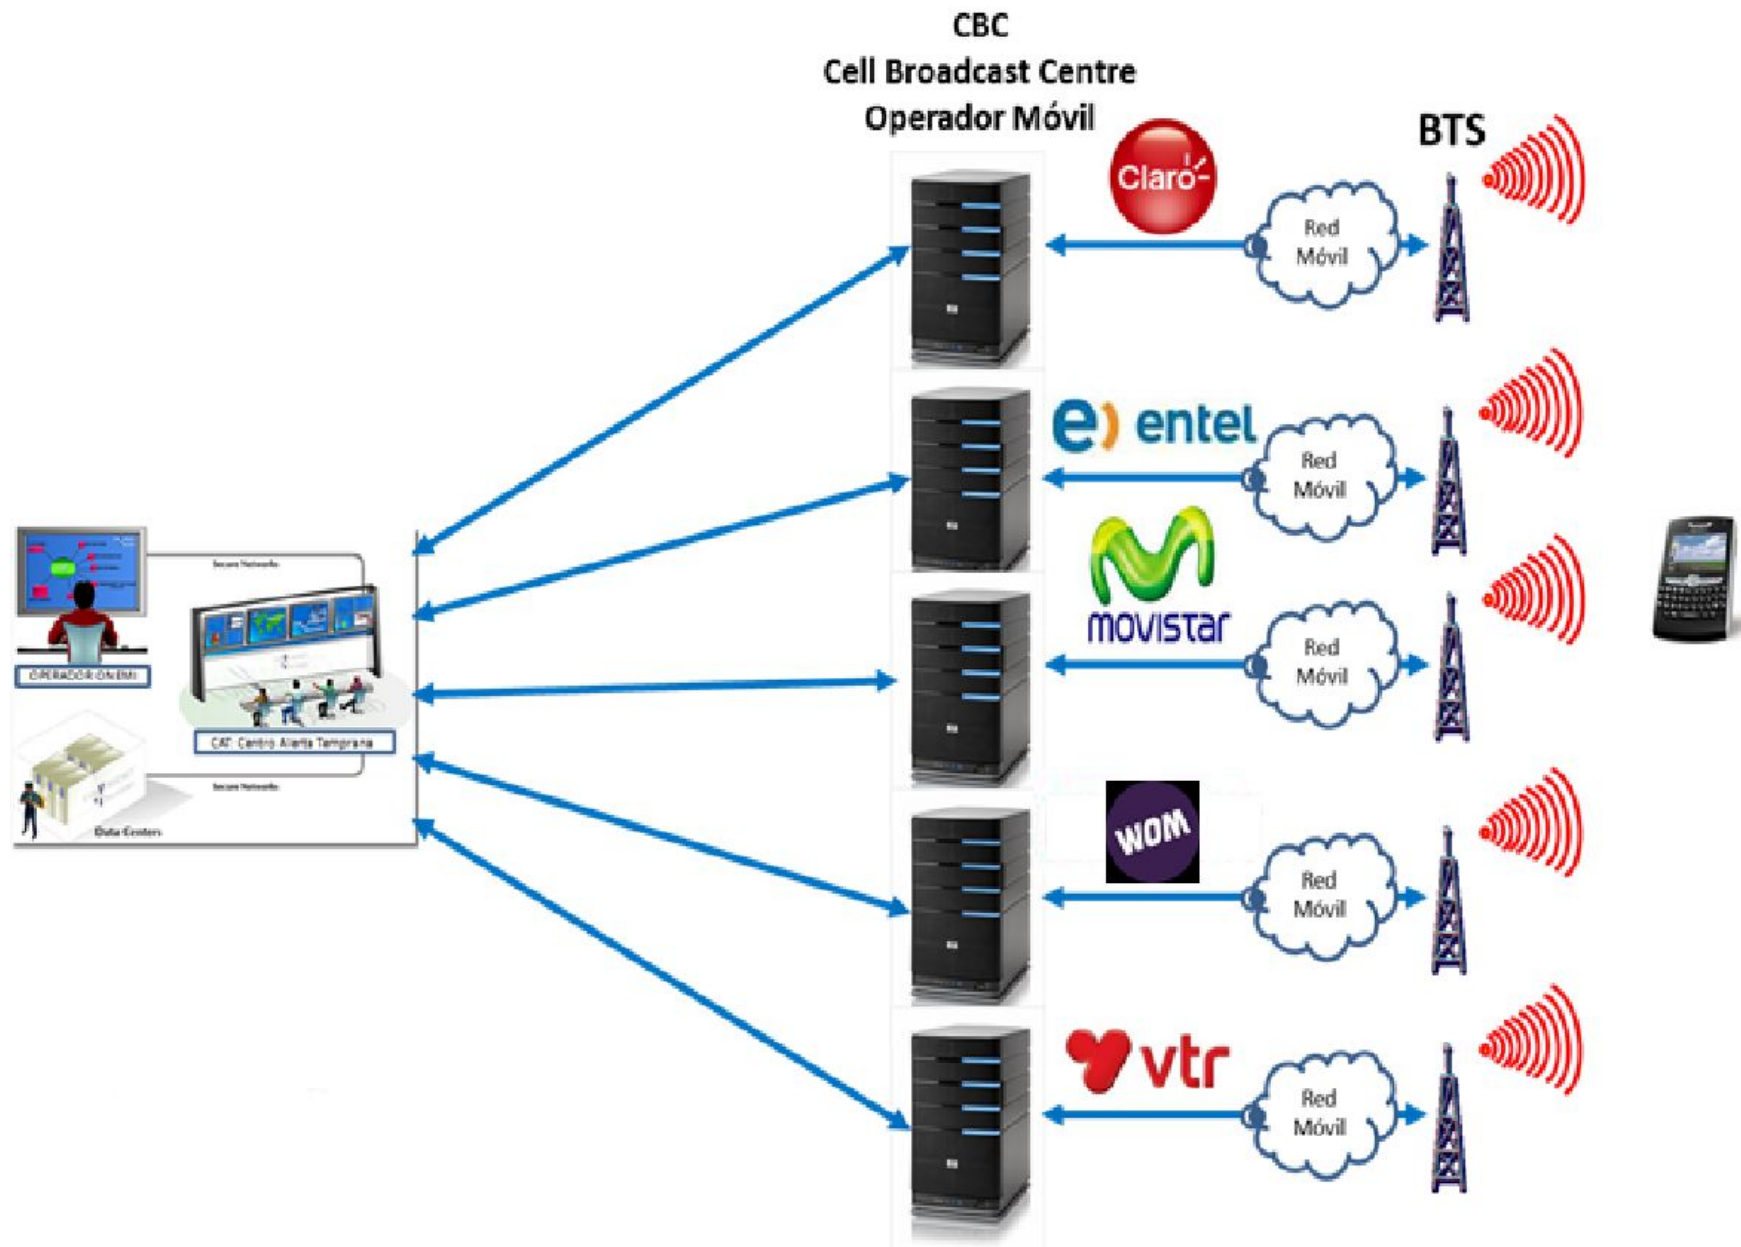 CBC
Cell Broadcast Centre
Operador Móvil
BTS
Claro
Red
Móvil
entel
Red
Móvil
movistar
Red
Móvil
WOM
Red
Móvil
vtr
Red
Móvil
Secure Networks
OPERADOR ONEMI
CAT: Centro Alerta Temprana
Secure Networks
Data Centers